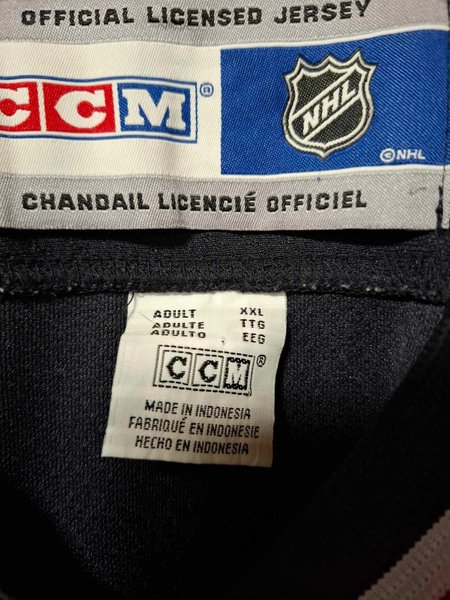 OFFICIAL LICENSED JERSEY
CCM® NHL
©NHL
CHANDAIL LICENCIÉ OFFICIEL
ADULT XXL
ADULTE TTG
ADULTO EEG
CCM®
MADE IN INDONESIA
FABRIQUÉ EN INDONESIE
HECHO EN INDONESIA